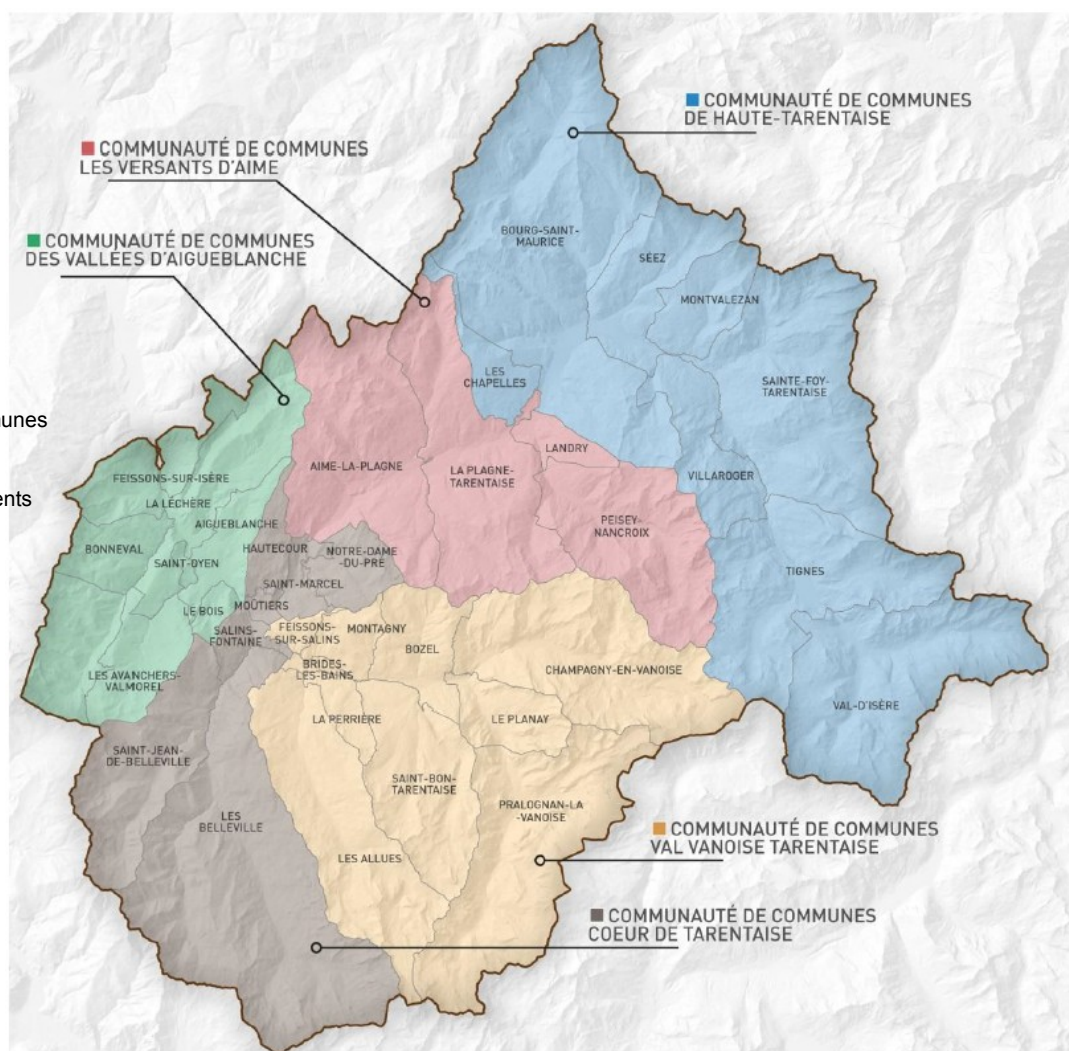 ■ COMMUNAUTÉ DE COMMUNES
DE HAUTE-TARENTAISE
■ COMMUNAUTÉ DE COMMUNES
LES VERSANTS D'AIME
■ COMMUNAUTÉ DE COMMUNES
DES VALLÉES D'AIGUEBLANCHE
BOURG-SAINT-
MAURICE
SÉEZ
MONTVALEZAN
LES
CHAPELLES
SAINTE-FOY-
TARENTAISE
LANDRY
AIME-LA-PLAGNE
LA PLAGNE-
TARENTAISE
VILLAROGER
FEISSONS-SUR-ISÈRE
LA LÉCHÈRE
AIGUEBLANCHE
PEISEY-
NANCROIX
BONNEVAL
HAUTECOUR
NOTRE-DAME
-DU-PRE
SAINT-OYEN
TIGNES
SAINT-MARCEL
LE BOIS
MOÛTIERS
SALINS-
FONTAINE
FEISSONS-
SUR-SALINS
MONTAGNY
BOZEL
BRIDES-
LES-BAINS
CHAMPAGNY-EN-VANOISE
LES AVANCHERS-
VALMOREL
LA PERRIÈRE
LE PLANAY
VAL-D'ISÈRE
SAINT-JEAN-
DE-BELLEVILLE
SAINT-BON-
TARENTAISE
PRALOGNAN-LA
-VANOISE
LES
BELLEVILLE
LES ALLUES
■ COMMUNAUTÉ DE COMMUNES
VAL VANOISE TARENTAISE
■ COMMUNAUTÉ DE COMMUNES
COEUR DE TARENTAISE